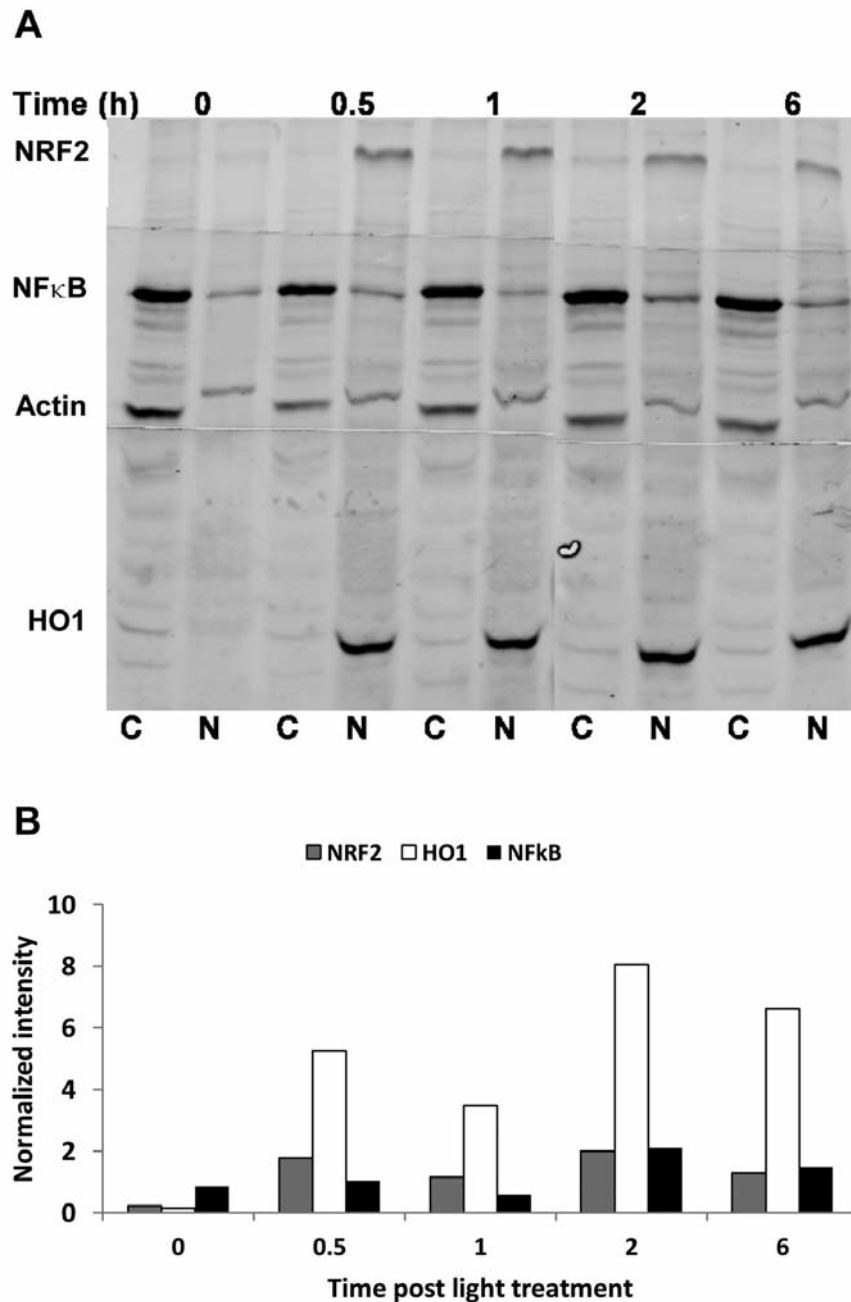 A
Time (h) 0 0.5 1 2 6
NRF2
NFκB
Actin
HO1
C N C N C N C N C N
B
NRF2 HO1 NFkB
10
8
6
4
2
0
Normalized intensity
0 0.5 1 2 6
Time post light treatment